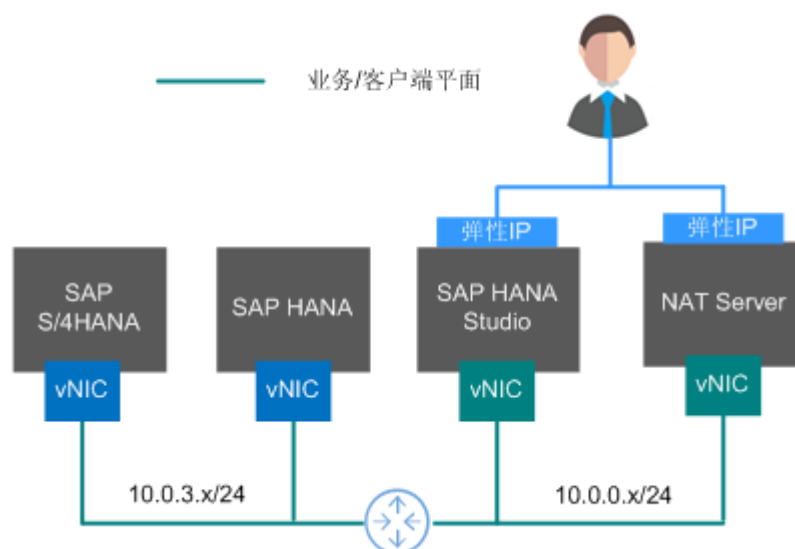 业务/客户端平面
弹性IP
弹性IP
SAP
S/4HANA
SAP HANA
SAP HANA
Studio
NAT Server
vNIC
vNIC
vNIC
vNIC
10.0.3.x/24
10.0.0.x/24